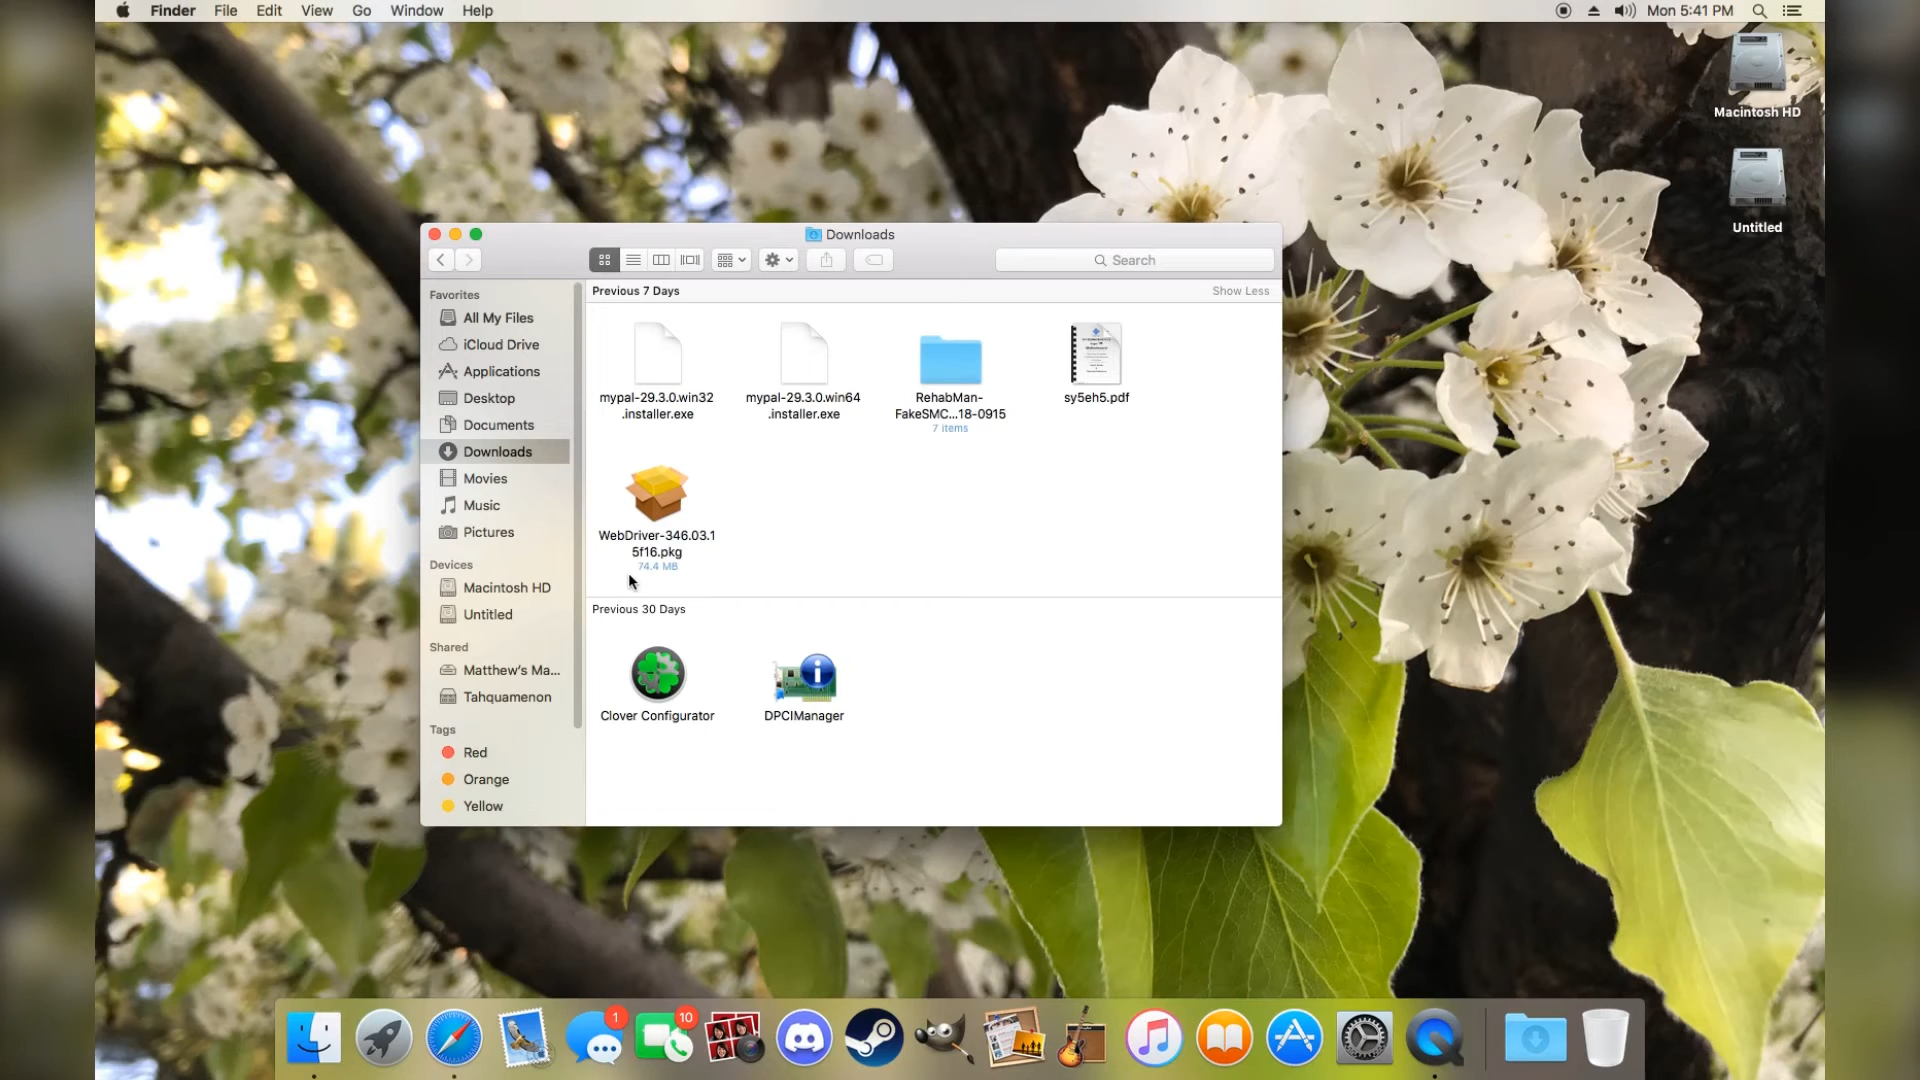 Finder File Edit View Go Window Help
Mon 5:41 PM
Macintosh HD
Untitled
Downloads
Search
Favorites
All My Files
iCloud Drive
Applications
Desktop
Documents
Downloads
Movies
Music
Pictures
Devices
Macintosh HD
Untitled
Shared
Matthew's Ma...
Tahquamenon
Tags
Red
Orange
Yellow
Previous 7 Days
Show Less
mypal-29.3.0.win32
.installer.exe
mypal-29.3.0.win64
.installer.exe
RehabMan-
FakeSMC...18-0915
7 items
sy5eh5.pdf
WebDriver-346.03.1
5f16.pkg
74.4 MB
Previous 30 Days
Clover Configurator
DPCIManager
1
10